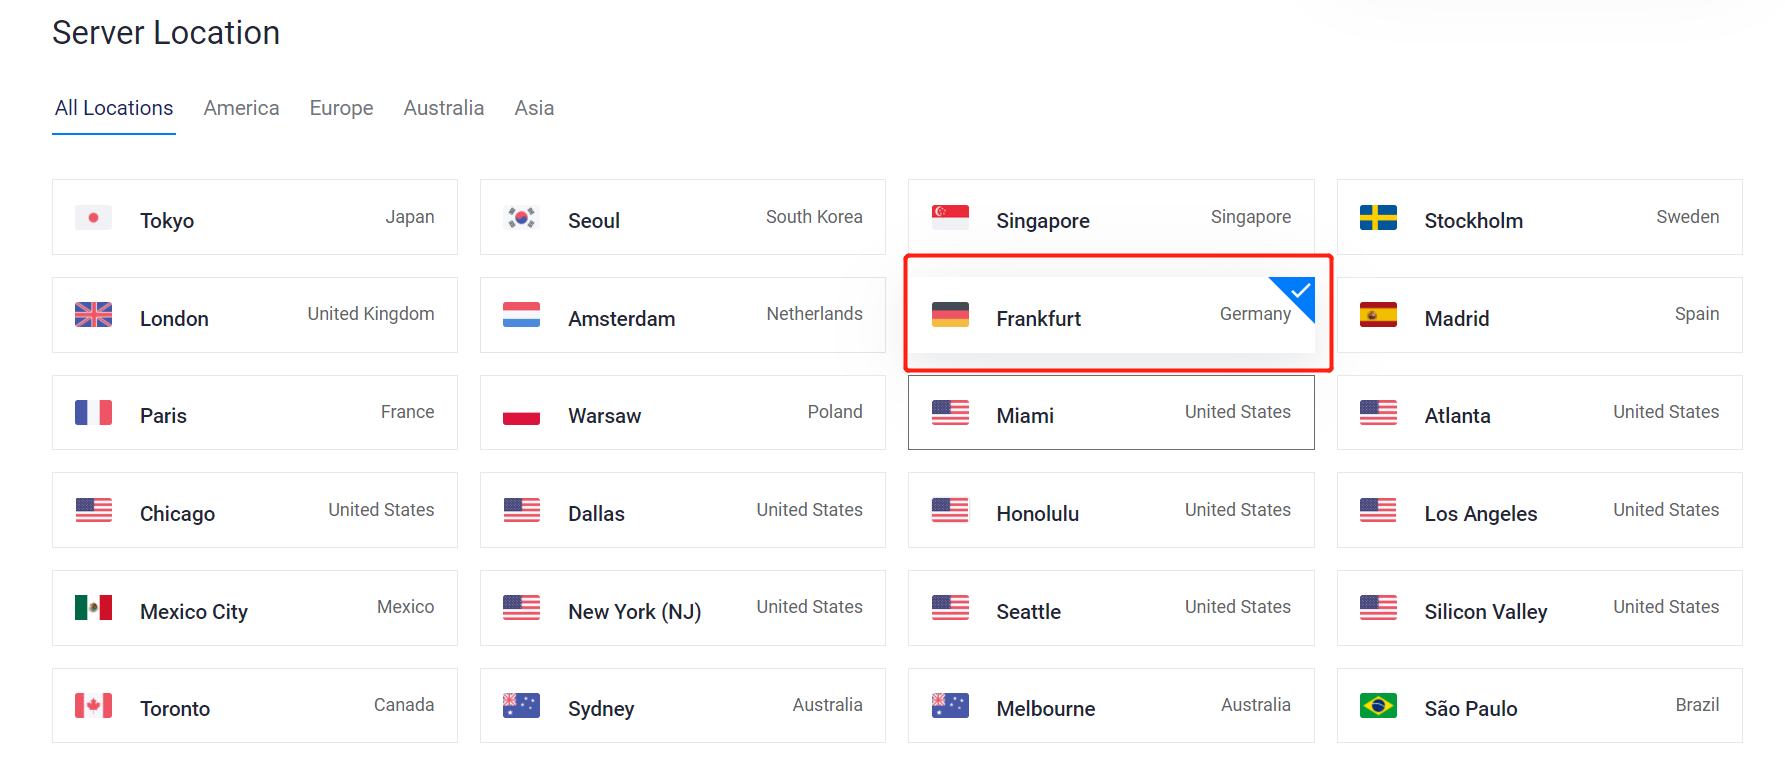 Server Location
All Locations America Europe Australia Asia
Tokyo Japan Seoul South Korea Singapore Singapore Stockholm Sweden
London United Kingdom Amsterdam Netherlands Frankfurt Germany Madrid Spain
Paris France Warsaw Poland Miami United States Atlanta United States
Chicago United States Dallas United States Honolulu United States Los Angeles United States
Mexico City Mexico New York (NJ) United States Seattle United States Silicon Valley United States
Toronto Canada Sydney Australia Melbourne Australia São Paulo Brazil